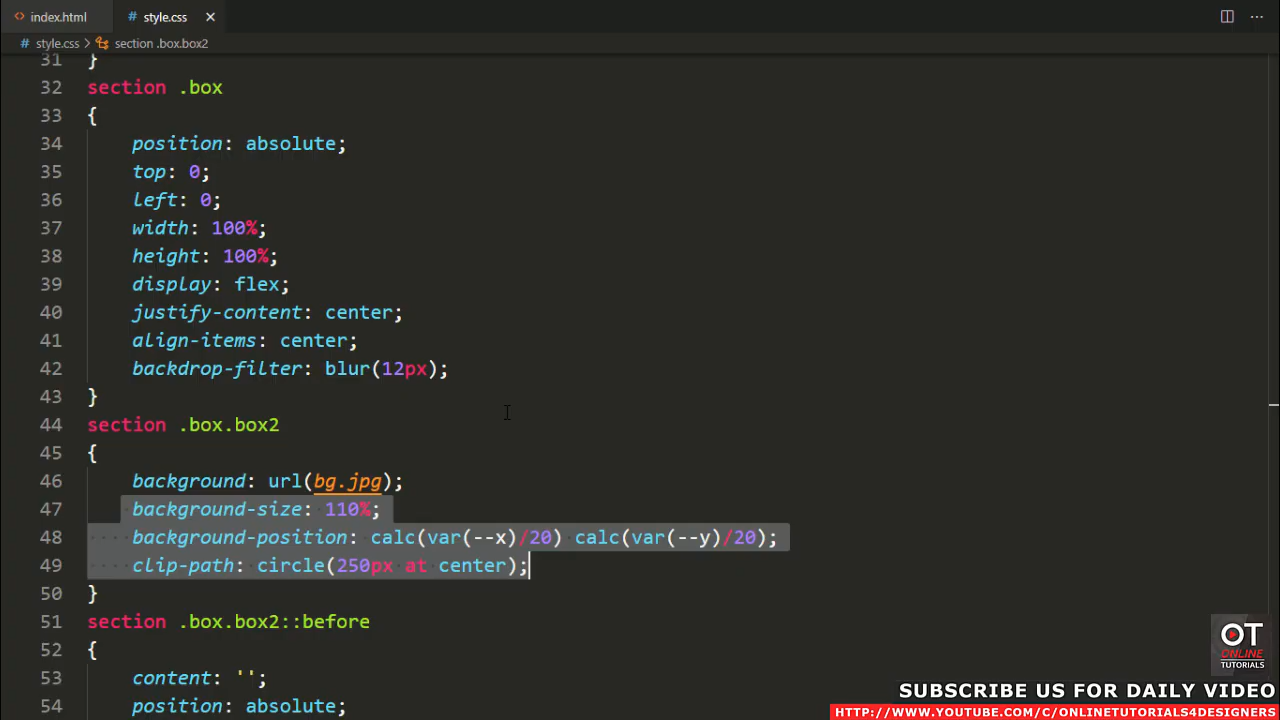 index.html
style.css
style.css
section .box.box2
31 }
32 section .box
33 {
34 position: absolute;
35 top: 0;
36 left: 0;
37 width: 100%;
38 height: 100%;
39 display: flex;
40 justify-content: center;
41 align-items: center;
42 backdrop-filter: blur(12px);
43 }
44 section .box.box2
45 {
46 background: url(bg.jpg);
47 background-size: 110%;
48 background-position: calc(var(--x)/20) calc(var(--y)/20);
49 clip-path: circle(250px at center);
50 }
51 section .box.box2::before
52 {
53 content: '';
54 position: absolute;
OT
ONLINE
TUTORIALS
SUBSCRIBE US FOR DAILY VIDEO
HTTP://WWW.YOUTUBE.COM/C/ONLINETUTORIALS4DESIGNERS